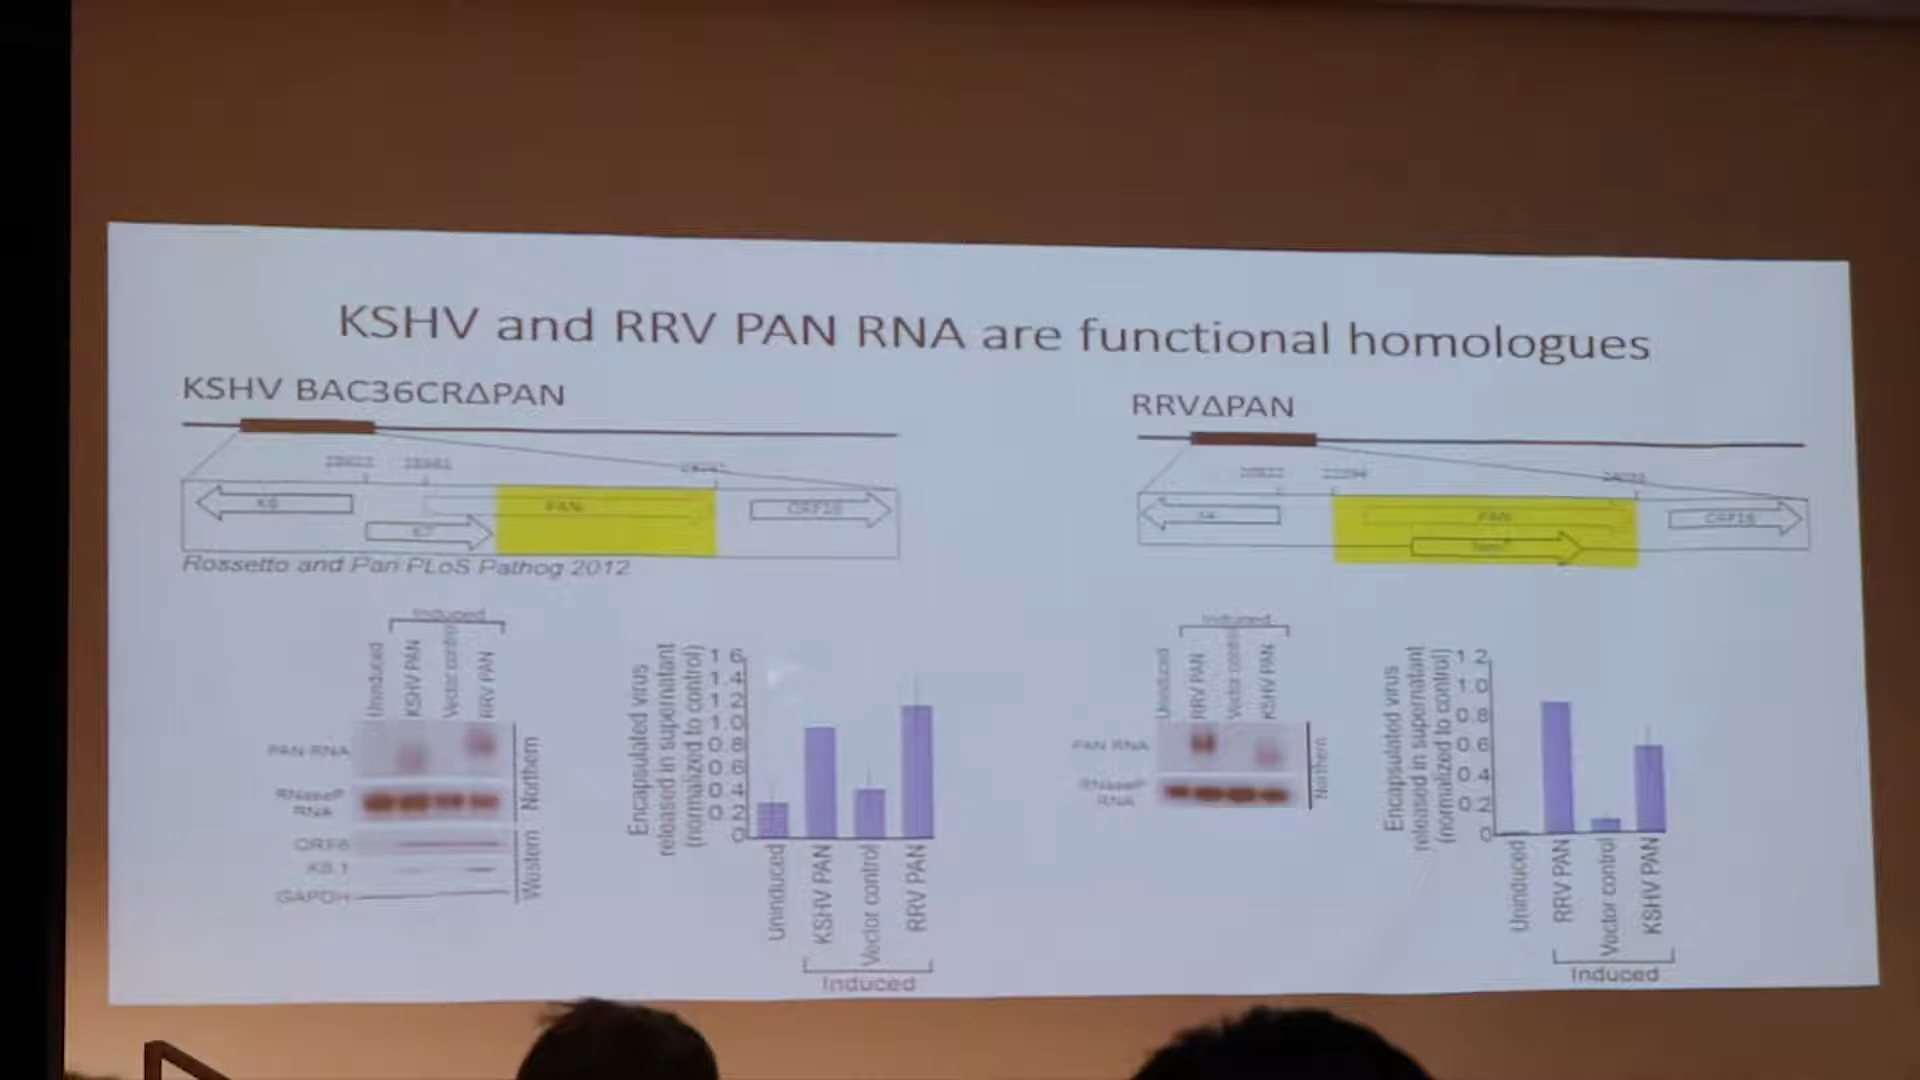 KSHV and RRV PAN RNA are functional homologues
KSHV BAC36CRΔPAN
K7
PAN
ORF16
Rossetto and Pari PLoS Pathog 2012
RRVΔPAN
PAN
ORF16
Induced
Uninduced
KSHV PAN
Vector control
RRV PAN
PAN RNA
RNaseP
RNA
Northern
K8.1
GAPDH
Western
Encapsulated virus
released in supernatant
(normalized to control)
1.6
1.4
1.2
1.0
0.8
0.6
0.4
0.2
0
Uninduced
KSHV PAN
Vector control
RRV PAN
Induced
Induced
Uninduced
RRV PAN
Vector control
KSHV PAN
PAN RNA
RNaseP
RNA
Northern
Encapsulated virus
released in supernatant
(normalized to control)
1.2
1.0
0.8
0.6
0.4
0.2
0
Uninduced
RRV PAN
Vector control
KSHV PAN
Induced